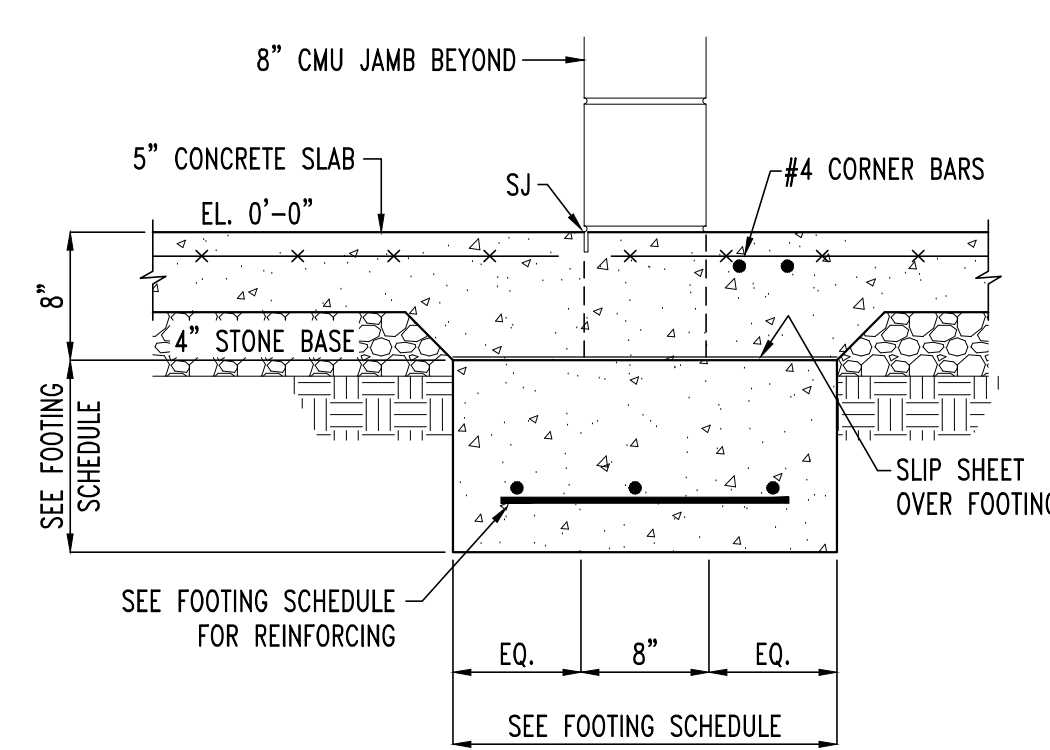 8" CMU JAMB BEYOND
5" CONCRETE SLAB
SJ
#4 CORNER BARS
EL. 0'-0"
8"
4" STONE BASE
SEE FOOTING
SCHEDULE
SLIP SHEET
OVER FOOTING
SEE FOOTING SCHEDULE
FOR REINFORCING
EQ.
8"
EQ.
SEE FOOTING SCHEDULE